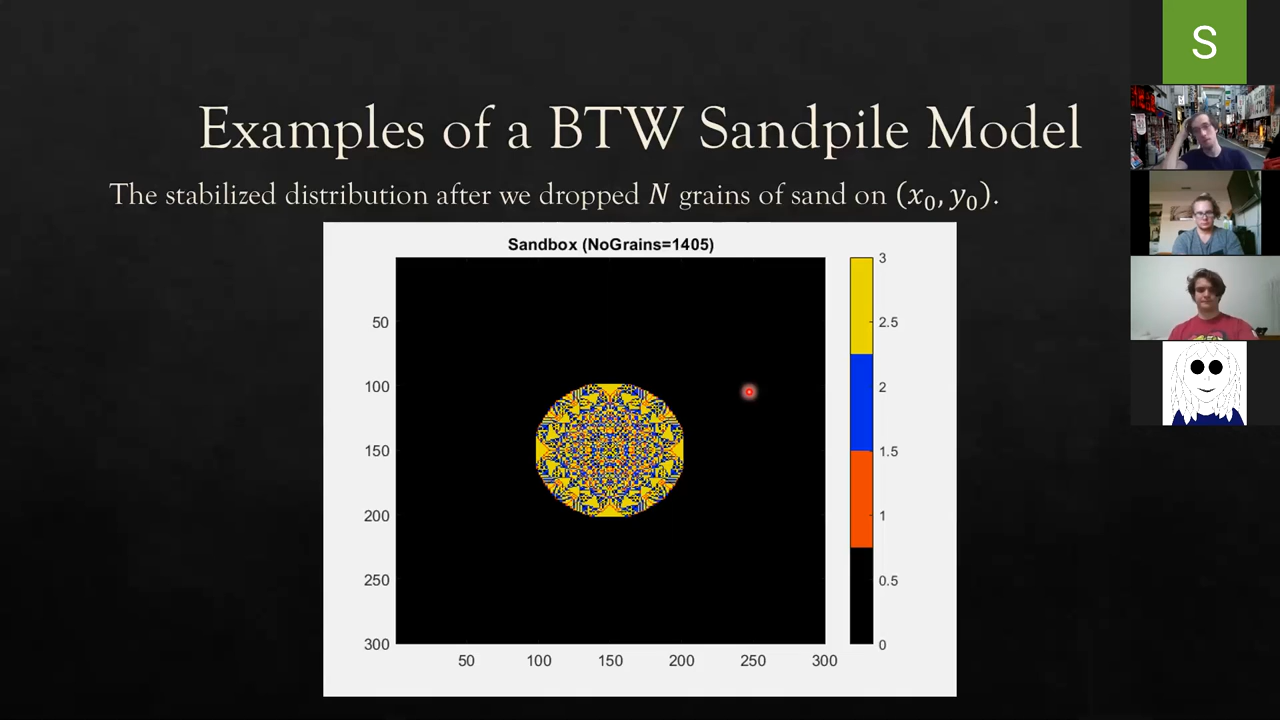 S
Examples of a BTW Sandpile Model
The stabilized distribution after we dropped N grains of sand on (x₀, y₀).
Sandbox (NoGrains=1405)
50
100
150
200
250
300
50 100 150 200 250 300
3
2.5
2
1.5
1
0.5
0